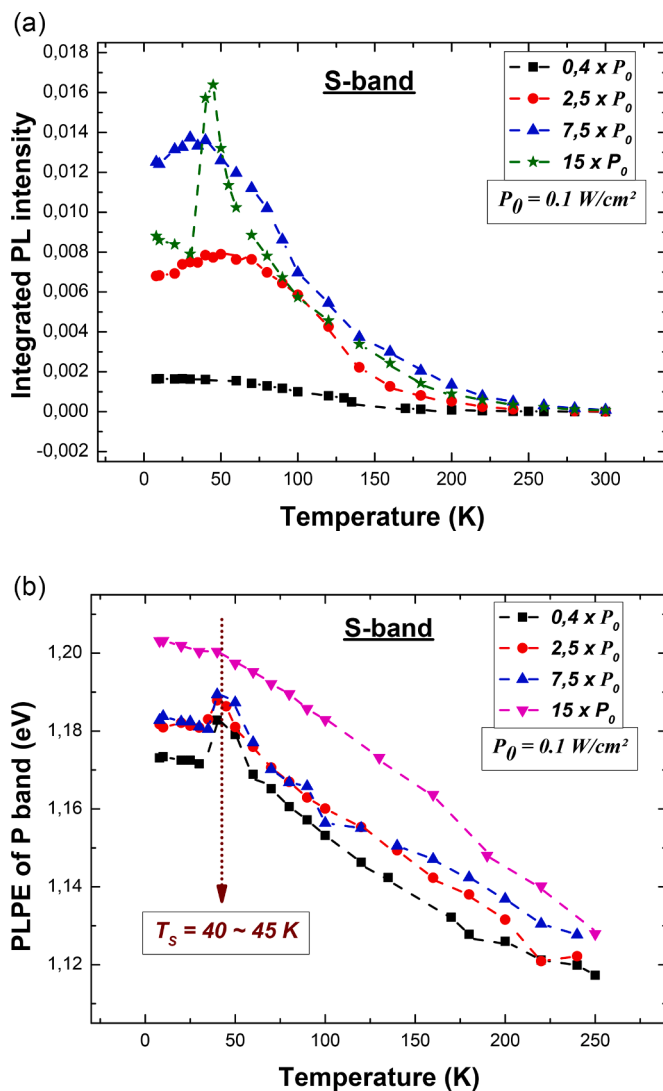 (a)
0,018
0,016
0,014
0,012
0,010
0,008
0,006
0,004
0,002
0,000
-0,002
Integrated PL intensity
S-band
0,4 x P₀
2,5 x P₀
7,5 x P₀
15 x P₀
P₀ = 0.1 W/cm²
0 50 100 150 200 250 300
Temperature (K)
(b)
1,20
1,18
1,16
1,14
1,12
PLPE of P band (eV)
S-band
0,4 x P₀
2,5 x P₀
7,5 x P₀
15 x P₀
P₀ = 0.1 W/cm²
Tₛ = 40 ~ 45 K
0 50 100 150 200 250
Temperature (K)